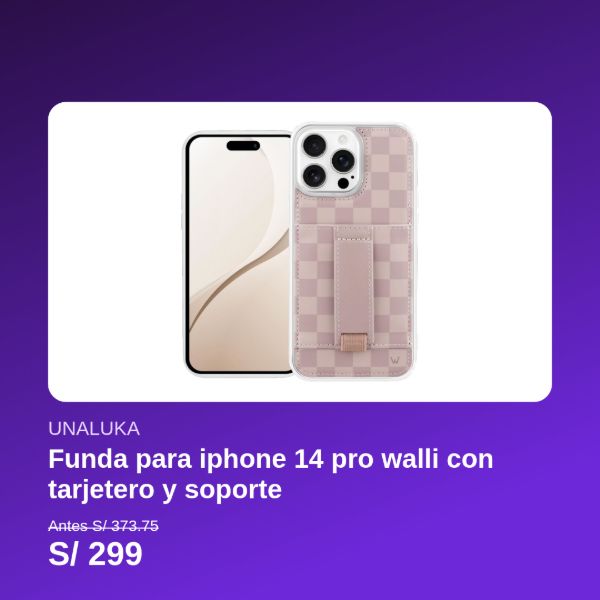 W
UNALUKA
Funda para iphone 14 pro walli con
tarjetero y soporte
Antes S/ 373.75
S/ 299